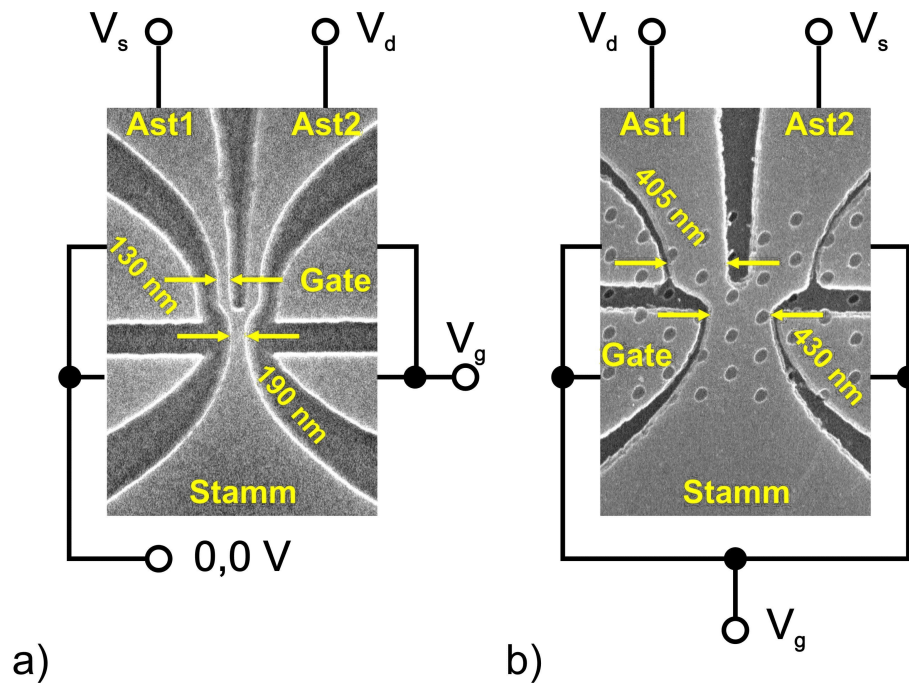 Vs
Vd
Ast1
Ast2
130 nm
Gate
Vg
190 nm
Stamm
0,0 V
a)
Vd
Vs
Ast1
Ast2
405 nm
Gate
430 nm
Stamm
Vg
b)